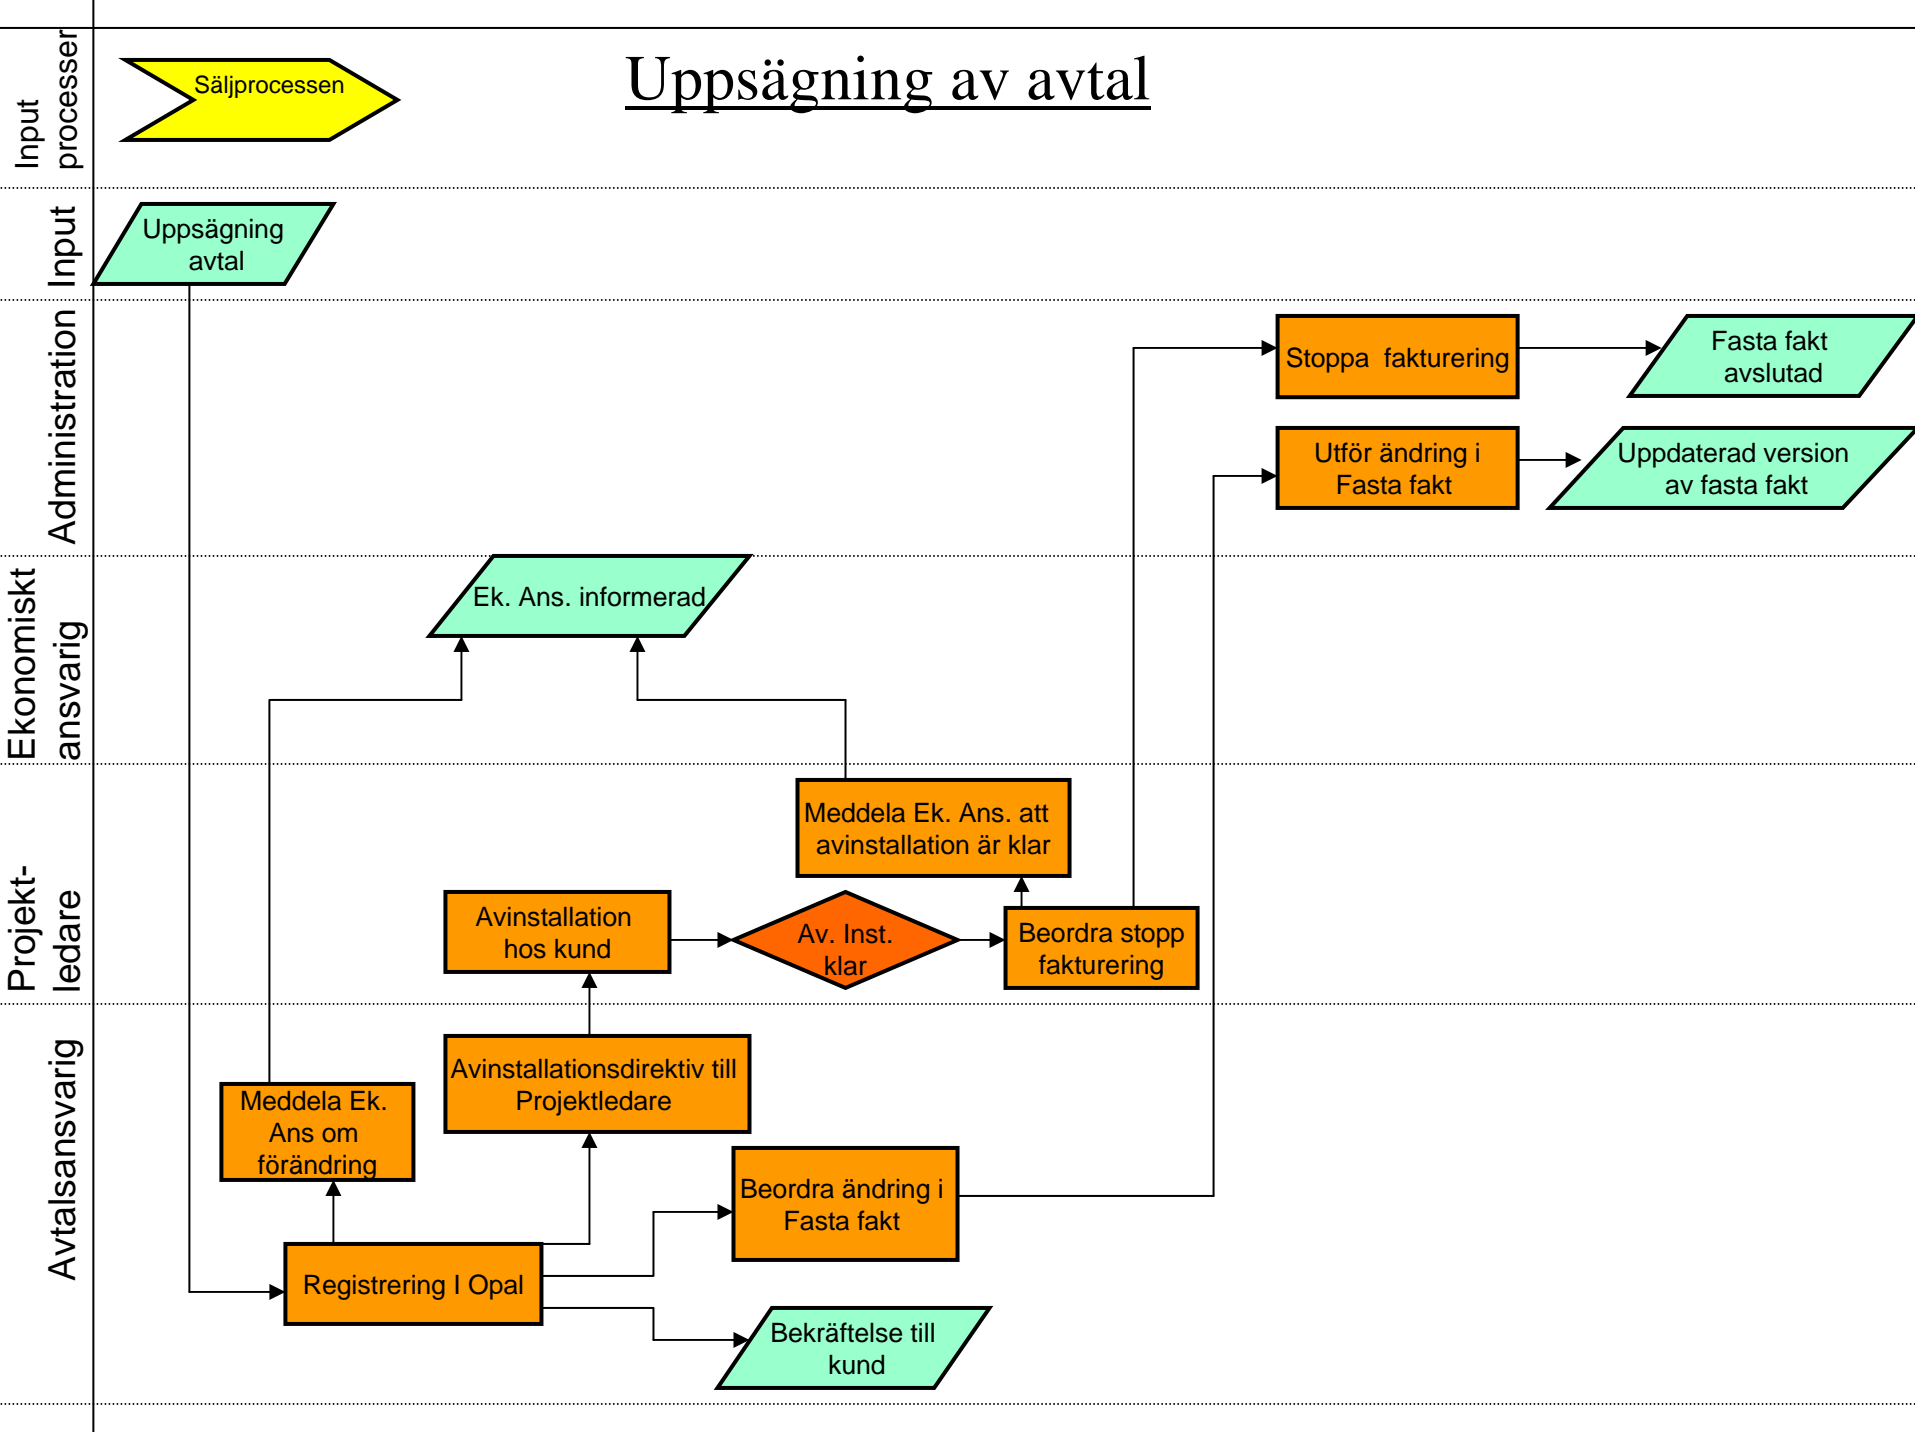 Input
processer
Säljprocessen
Uppsägning av avtal
Input
Uppsägning
avtal
Administration
Stoppa  fakturering
Fasta fakt
avslutad
Utför ändring i
Fasta fakt
Uppdaterad version
av fasta fakt
Ekonomiskt
ansvarig
Ek. Ans. informerad
Projekt-
ledare
Meddela Ek. Ans. att
avinstallation är klar
Avinstallation
hos kund
Av. Inst.
klar
Beordra stopp
fakturering
Avtalsansvarig
Meddela Ek.
Ans om
förändring
Avinstallationsdirektiv till
Projektledare
Beordra ändring i
Fasta fakt
Registrering I Opal
Bekräftelse till
kund